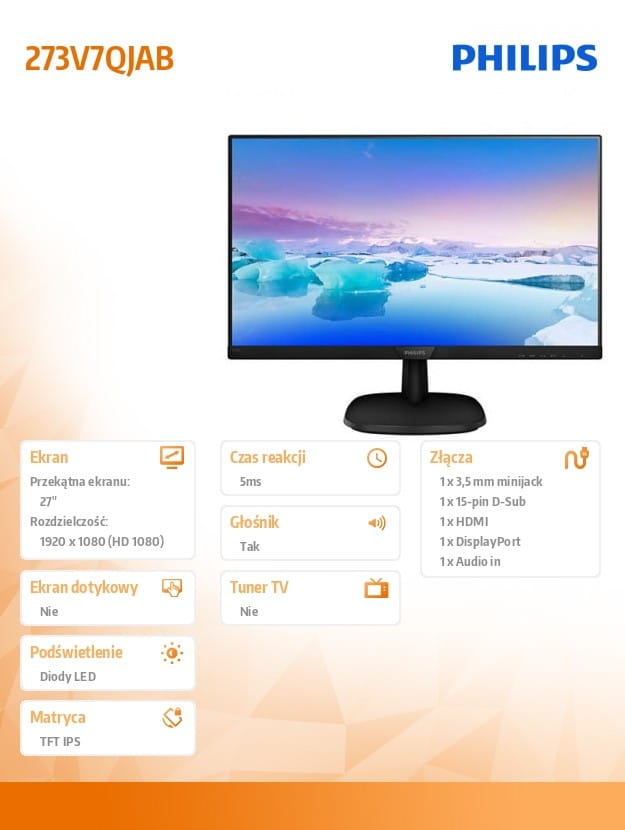 273V7QJAB
PHILIPS
PHILIPS
Ekran
Przekątna ekranu:
27"
Rozdzielczość:
1920 x 1080 (HD 1080)
Ekran dotykowy
Nie
Podświetlenie
Diody LED
Matryca
TFT IPS
Czas reakcji
5ms
Głośnik
Tak
Tuner TV
Nie
Złącza
1 x 3,5 mm minijack
1 x 15-pin D-Sub
1 x HDMI
1 x DisplayPort
1 x Audio in